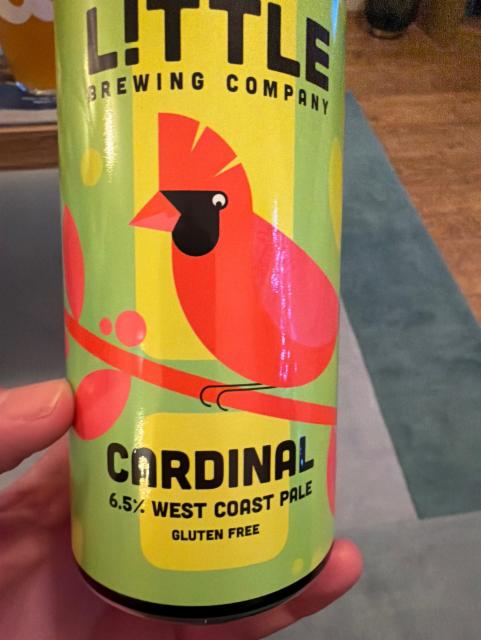 L!TTLE
BREWING COMPANY
CARDINAL
6.5% WEST COAST PALE
GLUTEN FREE